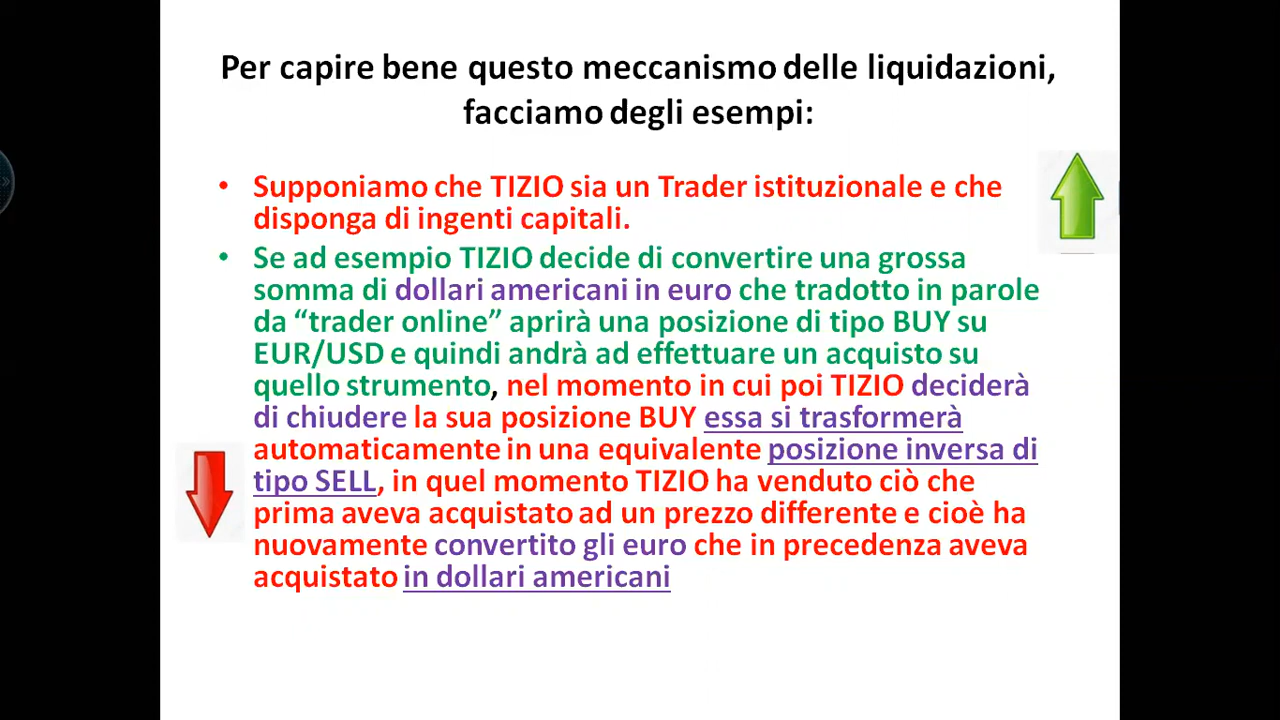 Per capire bene questo meccanismo delle liquidazioni,
facciamo degli esempi:
• Supponiamo che TIZIO sia un Trader istituzionale e che
disponga di ingenti capitali.
• Se ad esempio TIZIO decide di convertire una grossa
somma di dollari americani in euro che tradotto in parole
da “trader online” aprirà una posizione di tipo BUY su
EUR/USD e quindi andrà ad effettuare un acquisto su
quello strumento, nel momento in cui poi TIZIO deciderà
di chiudere la sua posizione BUY essa si trasformerà
automaticamente in una equivalente posizione inversa di
tipo SELL, in quel momento TIZIO ha venduto ciò che
prima aveva acquistato ad un prezzo differente e cioè ha
nuovamente convertito gli euro che in precedenza aveva
acquistato in dollari americani